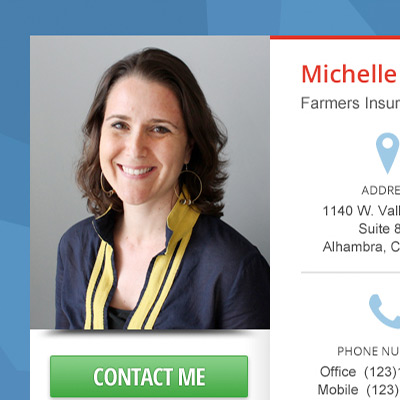 Michelle
Farmers Insur
ADDRE
1140 W. Vall
Suite 8
Alhambra, C
PHONE NU
Office (123)
Mobile (123)
CONTACT ME